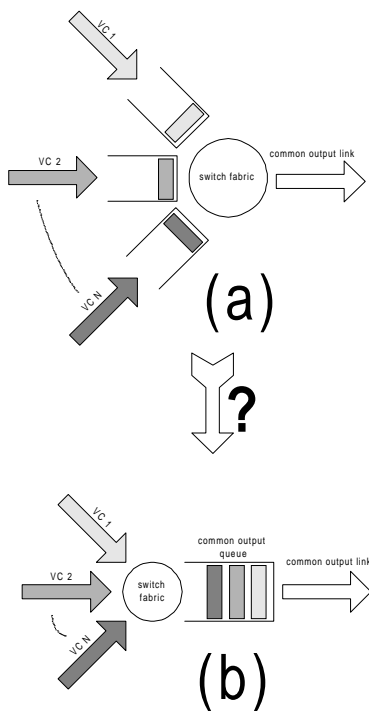 VC 1
VC 2
common output link
switch fabric
VC N
(a)
?
VC 1
common output
queue
VC 2
common output link
switch
fabric
VC N
(b)